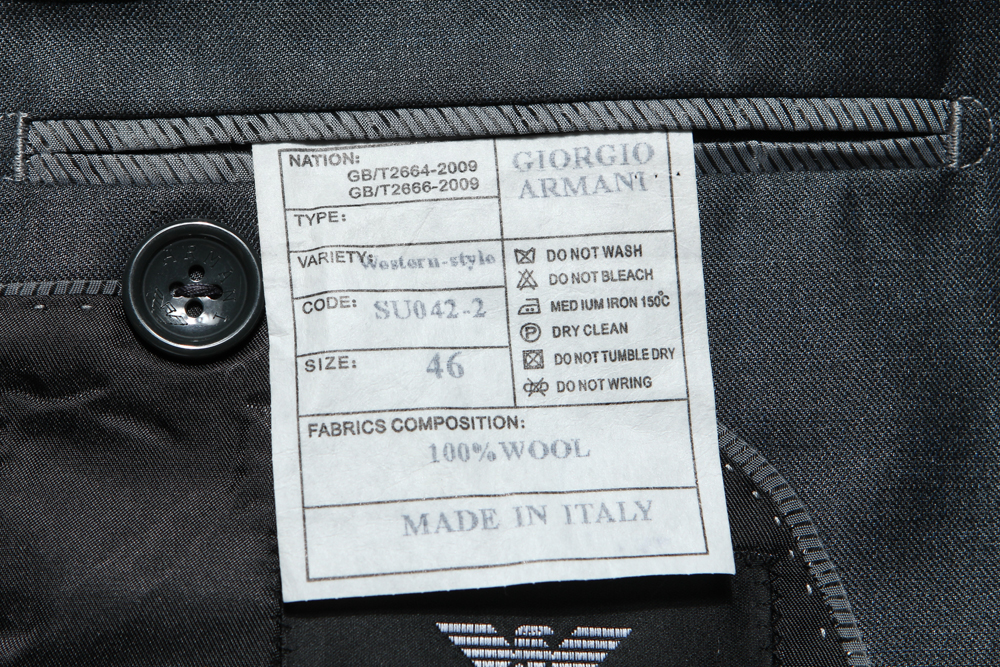 NATION:
GB/T2664-2009
GB/T2666-2009
GIORGIO
ARMANI
TYPE:
VARIETY: Western-style
CODE: SU042-2
SIZE: 46
DO NOT WASH
DO NOT BLEACH
MEDIUM IRON 150°C
P DRY CLEAN
DO NOT TUMBLE DRY
DO NOT WRING
FABRICS COMPOSITION:
100%WOOL
MADE IN ITALY